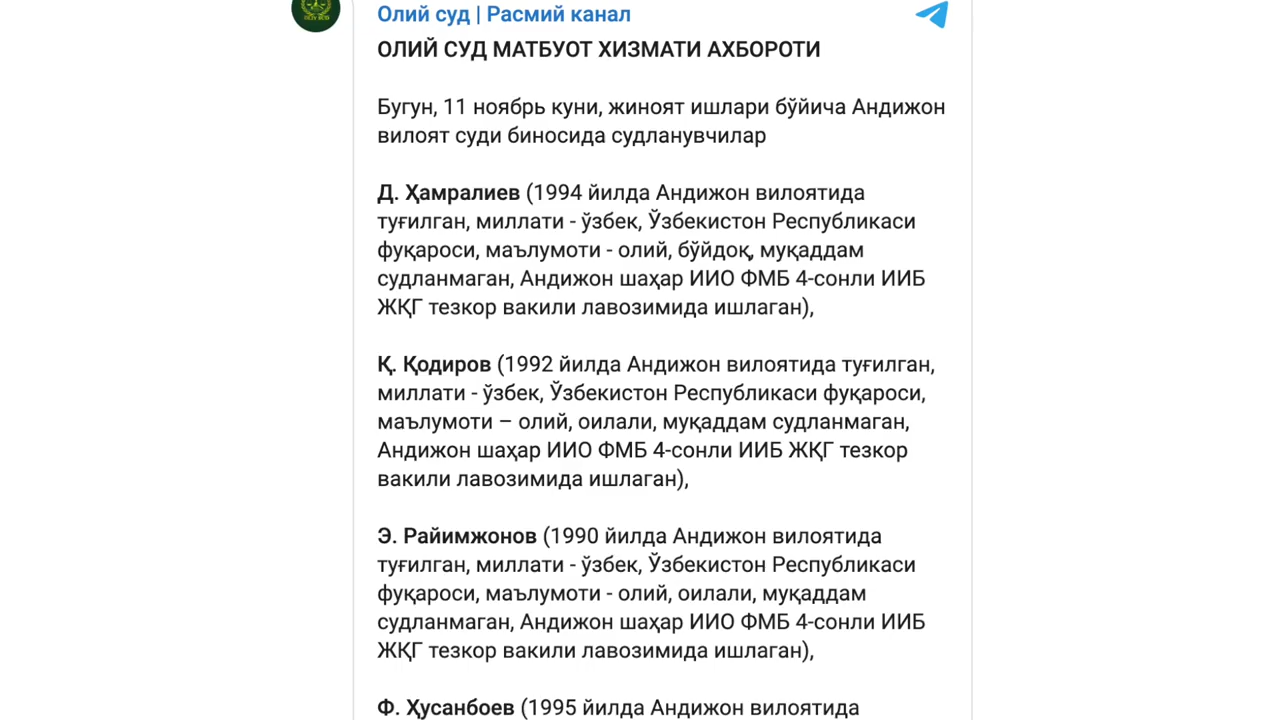 Олий суд | Расмий канал
ОЛИЙ СУД МАТБУОТ ХИЗМАТИ АХБОРОТИ
Бугун, 11 ноябрь куни, жиноят ишлари бўйича Андижон
вилоят суди биносида судланувчилар
Д. Ҳамралиев (1994 йилда Андижон вилоятида
туғилган, миллати - ўзбек, Ўзбекистон Республикаси
фуқароси, маълумоти - олий, бўйдоқ, муқаддам
судланмаган, Андижон шаҳар ИИО ФМБ 4-сонли ИИБ
ЖҚГ тезкор вакили лавозимида ишлаган),
Қ. Қодиров (1992 йилда Андижон вилоятида туғилган,
миллати - ўзбек, Ўзбекистон Республикаси фуқароси,
маълумоти – олий, оилали, муқаддам судланмаган,
Андижон шаҳар ИИО ФМБ 4-сонли ИИБ ЖҚГ тезкор
вакили лавозимида ишлаган),
Э. Райимжонов (1990 йилда Андижон вилоятида
туғилган, миллати - ўзбек, Ўзбекистон Республикаси
фуқароси, маълумоти - олий, оилали, муқаддам
судланмаган, Андижон шаҳар ИИО ФМБ 4-сонли ИИБ
ЖҚГ тезкор вакили лавозимида ишлаган),
Ф. Ҳусанбоев (1995 йилда Андижон вилоятида